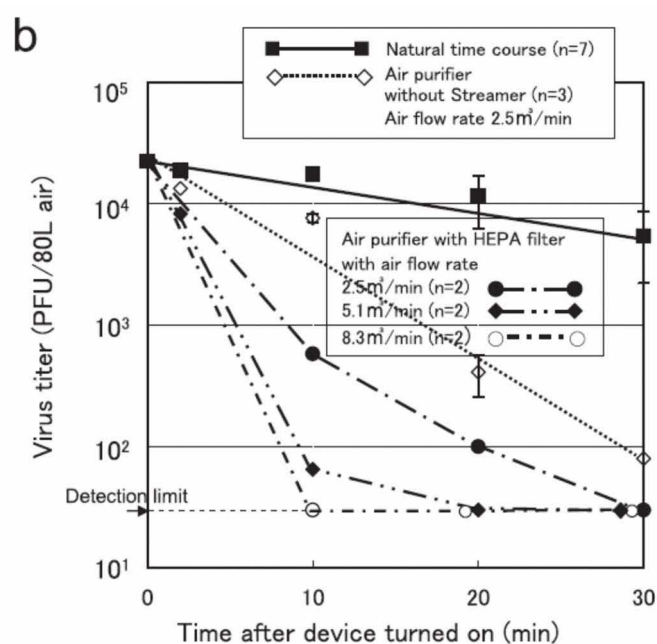 b
Natural time course (n=7)
Air purifier
without Streamer (n=3)
Air flow rate 2.5㎥/min
10⁵
10⁴
10³
10²
10¹
Virus titer (PFU/80L air)
Air purifier with HEPA filter
with air flow rate
2.5㎥/min (n=2)
5.1㎥/min (n=2)
8.3㎥/min (n=2)
Detection limit
0 10 20 30
Time after device turned on (min)